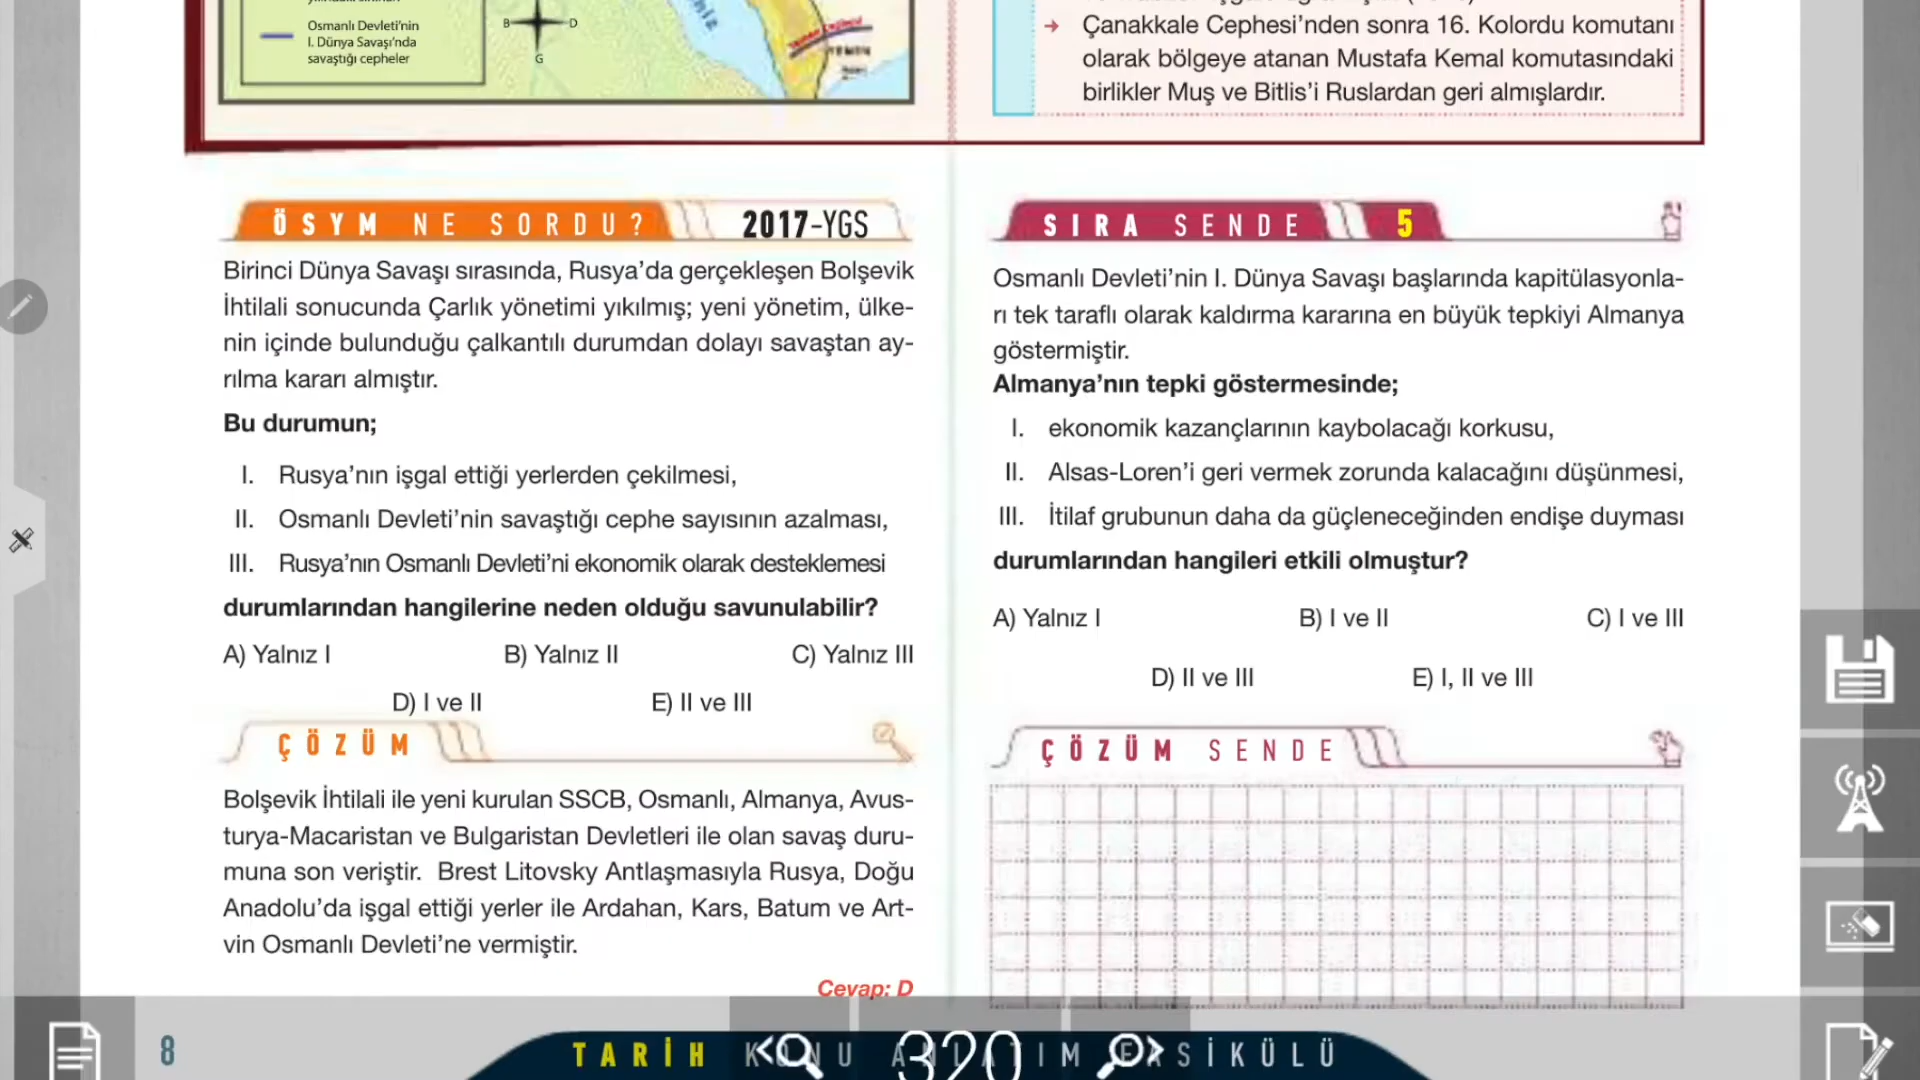 Osmanlı Devleti'nin
I. Dünya Savaşı'nda
savaştığı cepheler
B
D
G
YEMEN
→ Çanakkale Cephesi'nden sonra 16. Kolordu komutanı
olarak bölgeye atanan Mustafa Kemal komutasındaki
birlikler Muş ve Bitlis'i Ruslardan geri almışlardır.
ÖSYM NE SORDU? 2017-YGS
Birinci Dünya Savaşı sırasında, Rusya'da gerçekleşen Bolşevik
İhtilali sonucunda Çarlık yönetimi yıkılmış; yeni yönetim, ülke-
nin içinde bulunduğu çalkantılı durumdan dolayı savaştan ay-
rılma kararı almıştır.
Bu durumun;
I. Rusya'nın işgal ettiği yerlerden çekilmesi,
II. Osmanlı Devleti'nin savaştığı cephe sayısının azalması,
III. Rusya'nın Osmanlı Devleti'ni ekonomik olarak desteklemesi
durumlarından hangilerine neden olduğu savunulabilir?
A) Yalnız I B) Yalnız II C) Yalnız III
D) I ve II E) II ve III
ÇÖZÜM
Bolşevik İhtilali ile yeni kurulan SSCB, Osmanlı, Almanya, Avus-
turya-Macaristan ve Bulgaristan Devletleri ile olan savaş duru-
muna son veriştir. Brest Litovsky Antlaşmasıyla Rusya, Doğu
Anadolu'da işgal ettiği yerler ile Ardahan, Kars, Batum ve Art-
vin Osmanlı Devleti'ne vermiştir.
Cevap: D
SIRA SENDE 5
Osmanlı Devleti'nin I. Dünya Savaşı başlarında kapitülasyonla-
rı tek taraflı olarak kaldırma kararına en büyük tepkiyi Almanya
göstermiştir.
Almanya'nın tepki göstermesinde;
I. ekonomik kazançlarının kaybolacağı korkusu,
II. Alsas-Loren'i geri vermek zorunda kalacağını düşünmesi,
III. İtilaf grubunun daha da güçleneceğinden endişe duyması
durumlarından hangileri etkili olmuştur?
A) Yalnız I B) I ve II C) I ve III
D) II ve III E) I, II ve III
ÇÖZÜM SENDE
8
TARİH KONU ANLATIM FASİKÜLÜ
320